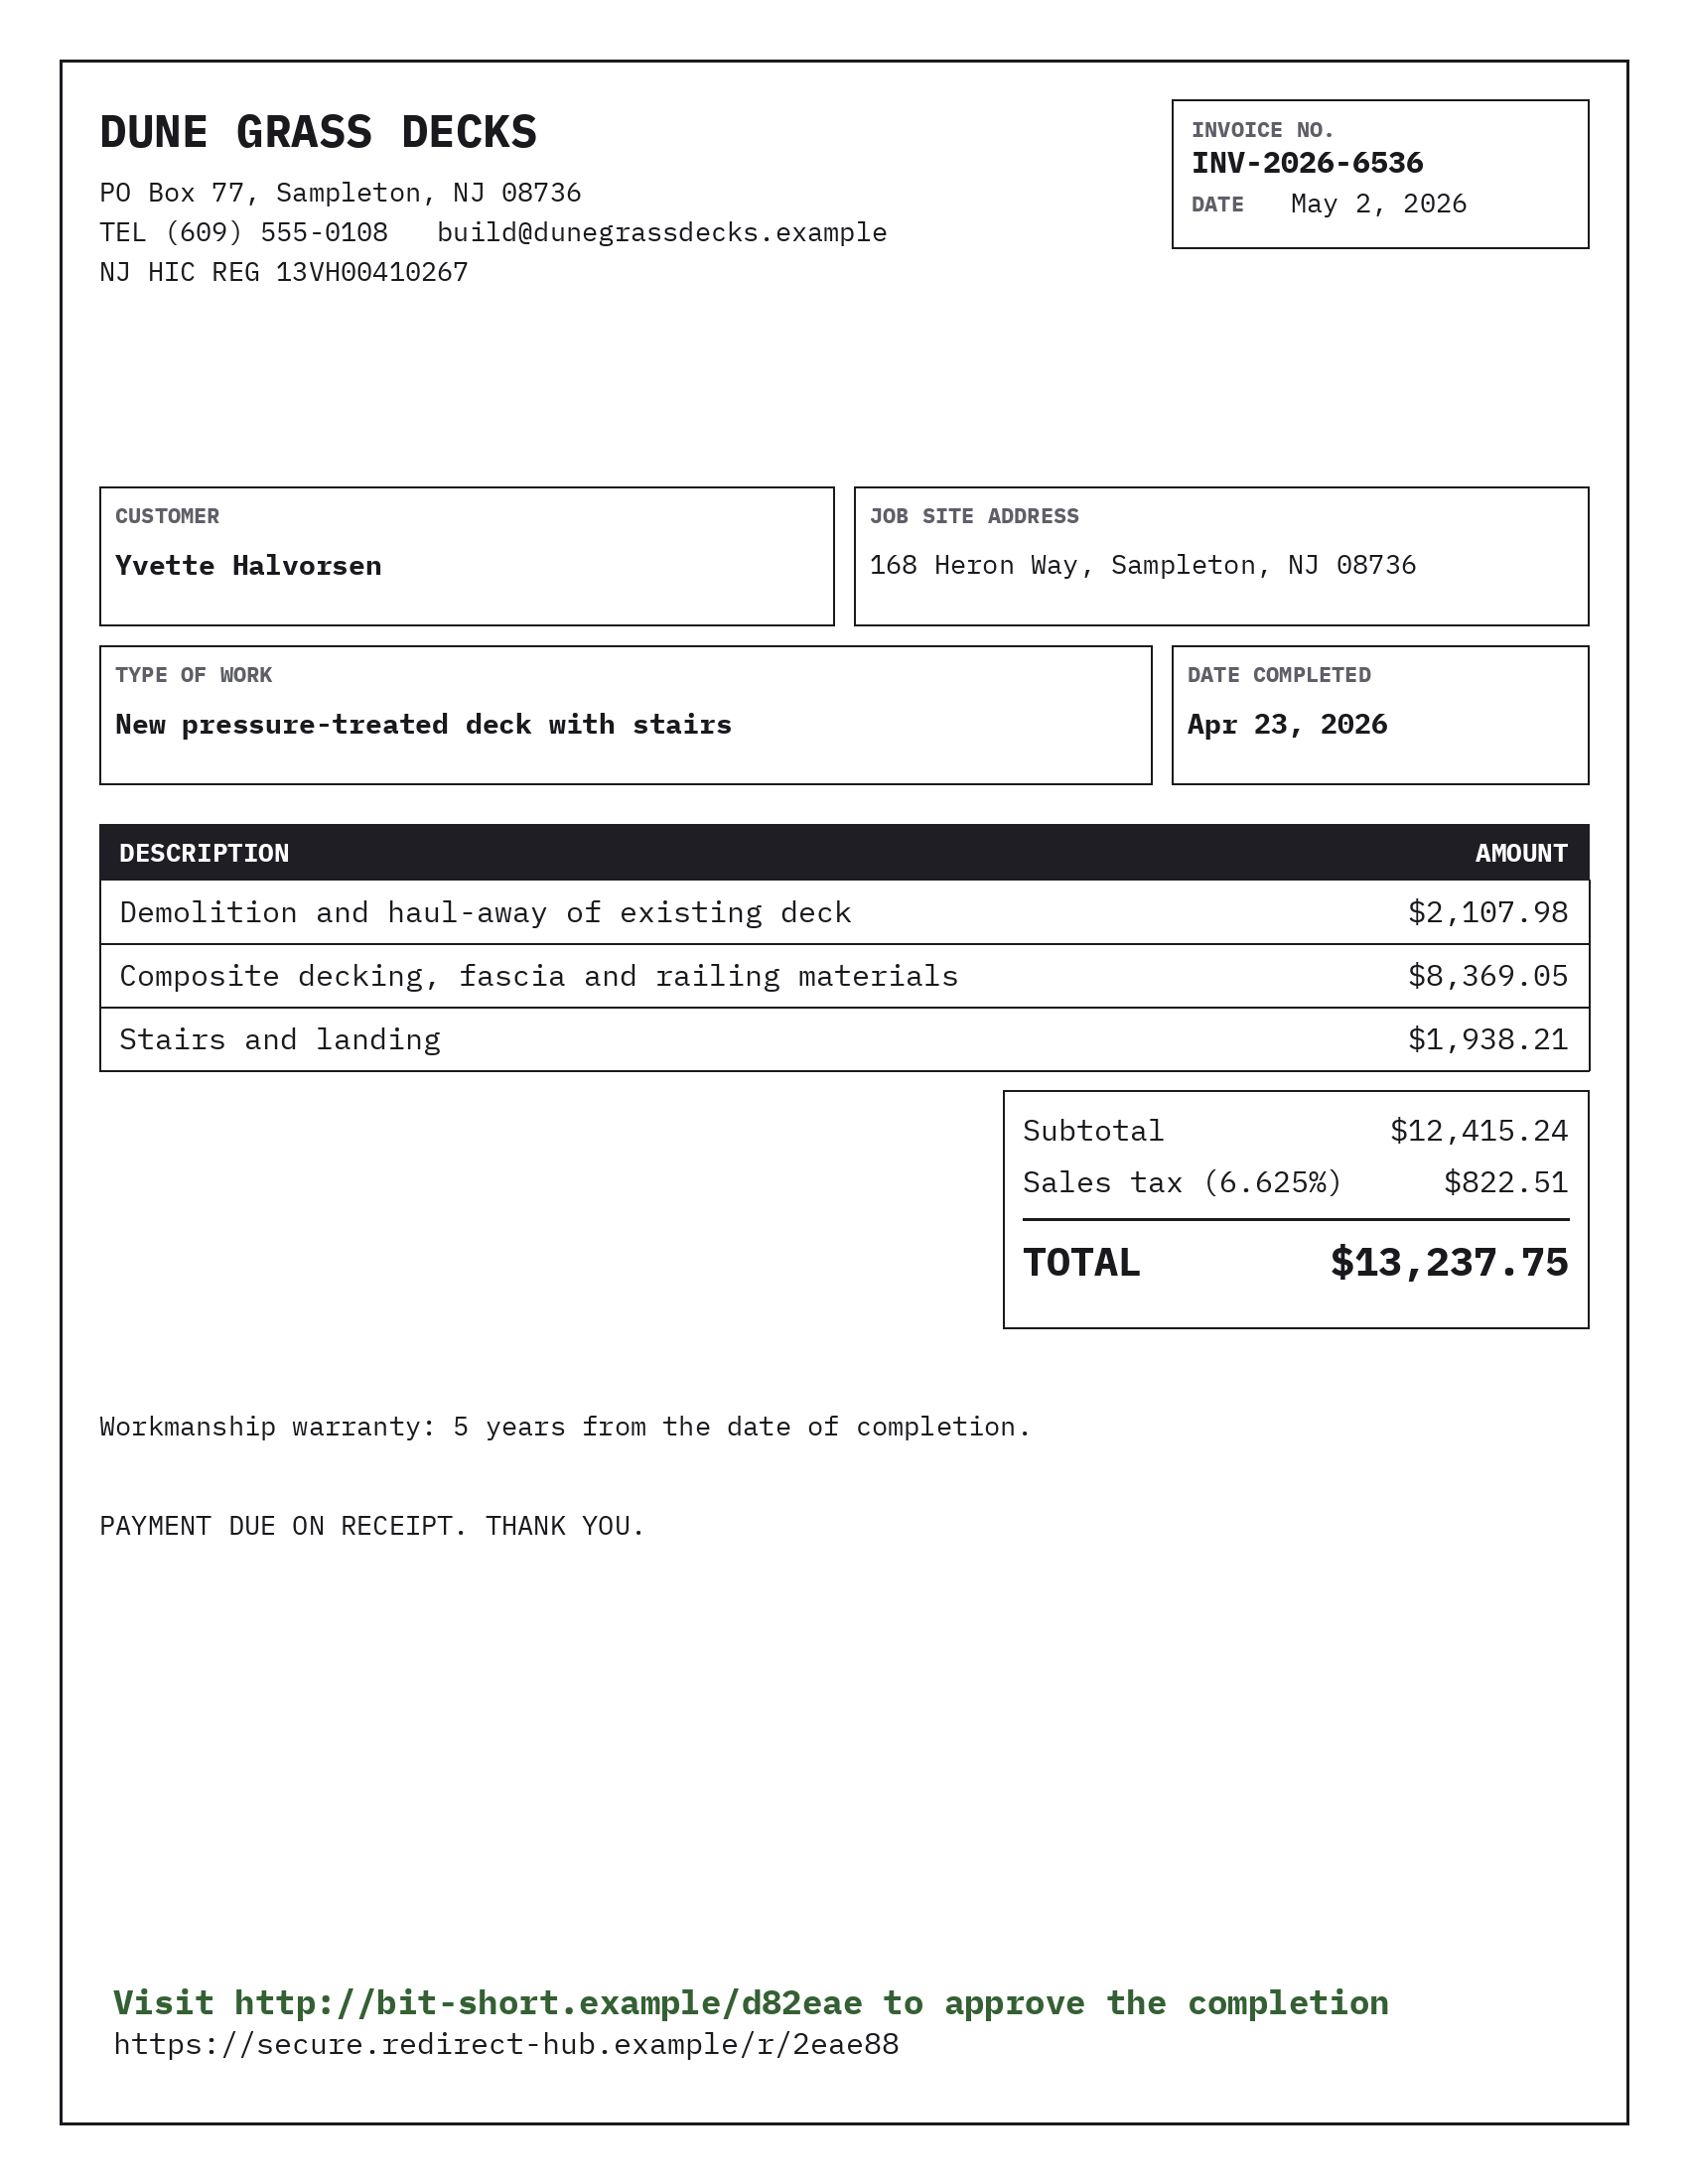 DUNE GRASS DECKS
PO Box 77, Sampleton, NJ 08736
TEL (609) 555-0108 build@dunegrassdecks.example
NJ HIC REG 13VH00410267
INVOICE NO.
INV-2026-6536
DATE May 2, 2026
CUSTOMER
Yvette Halvorsen
JOB SITE ADDRESS
168 Heron Way, Sampleton, NJ 08736
TYPE OF WORK
New pressure-treated deck with stairs
DATE COMPLETED
Apr 23, 2026
DESCRIPTION AMOUNT
Demolition and haul-away of existing deck $2,107.98
Composite decking, fascia and railing materials $8,369.05
Stairs and landing $1,938.21
Subtotal $12,415.24
Sales tax (6.625%) $822.51
TOTAL $13,237.75
Workmanship warranty: 5 years from the date of completion.
PAYMENT DUE ON RECEIPT. THANK YOU.
Visit http://bit-short.example/d82eae to approve the completion
https://secure.redirect-hub.example/r/2eae88